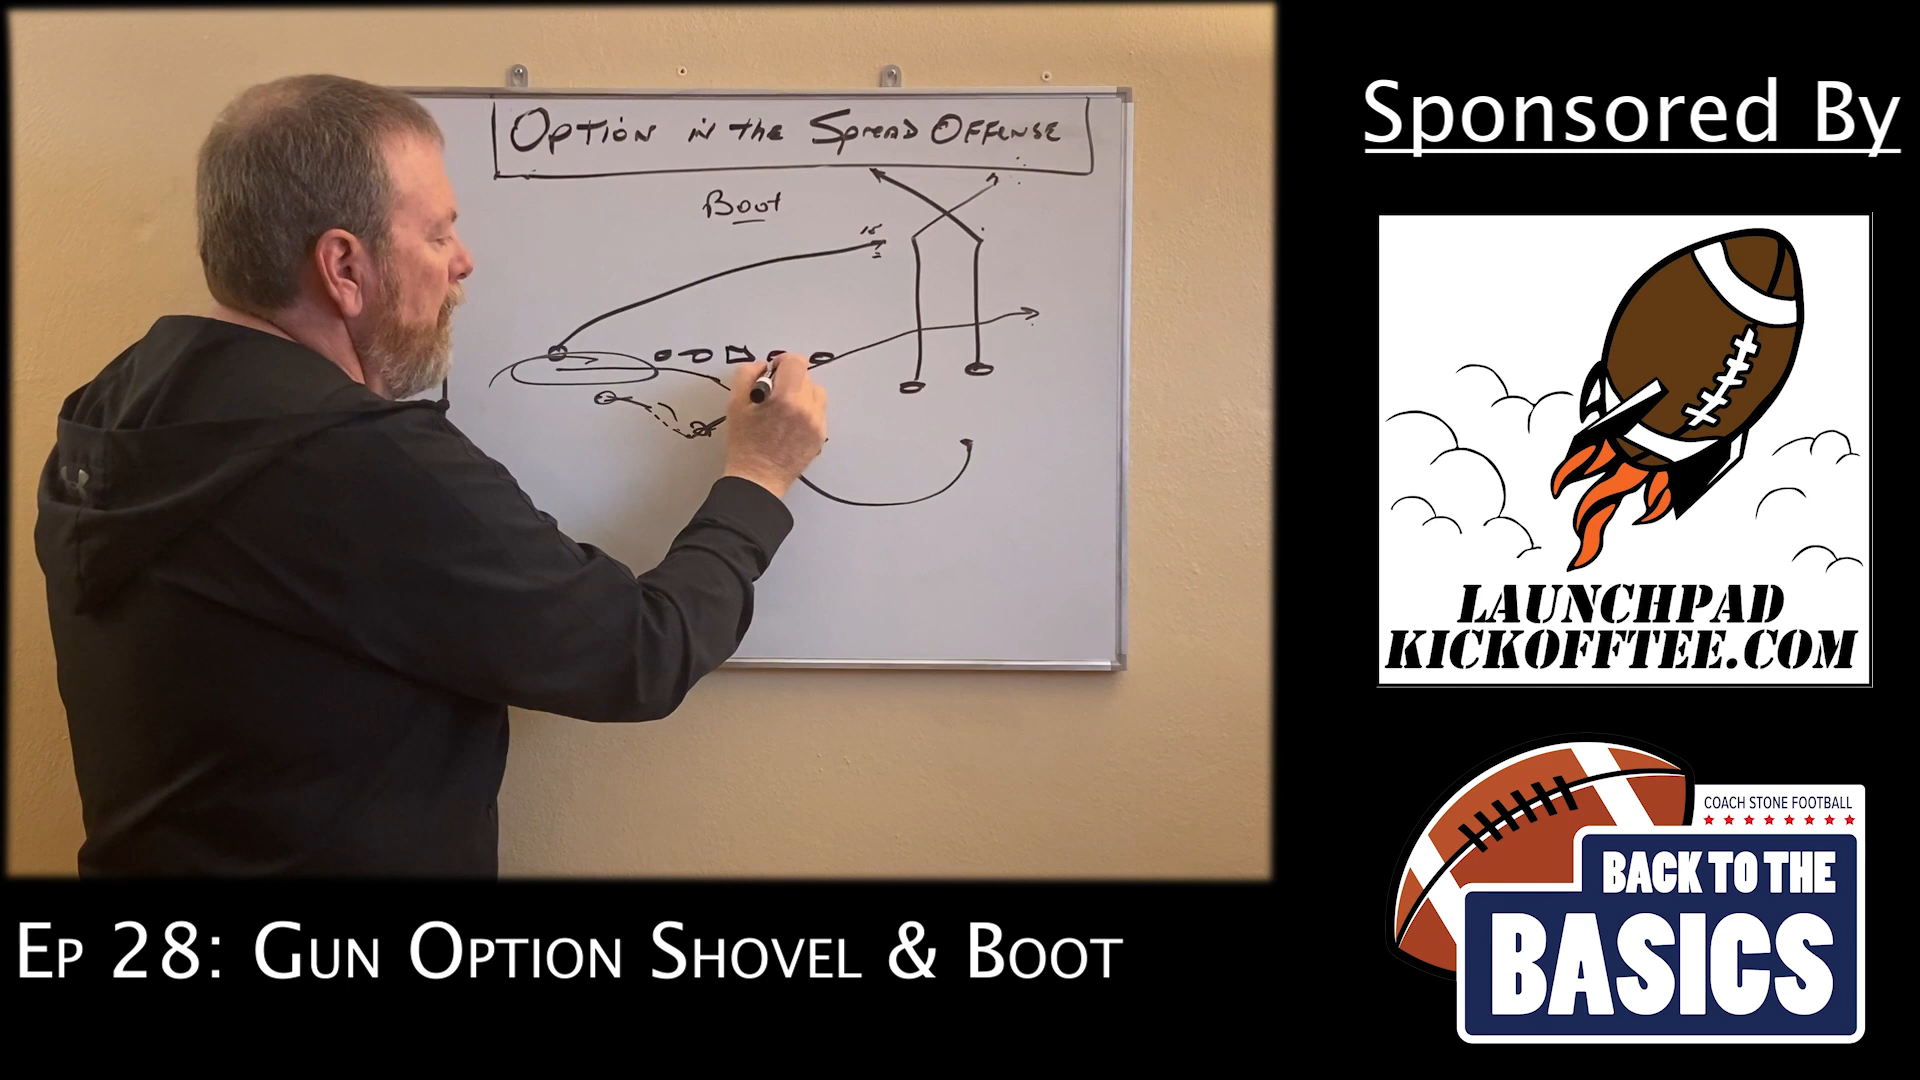 Sponsored By
OPTION IN THE SPREAD OFFENSE
BOOT
LAUNCHPAD
KICKOFFTEE.COM
COACH STONE FOOTBALL
BACK TO THE
BASICS
EP 28: GUN OPTION SHOVEL & BOOT